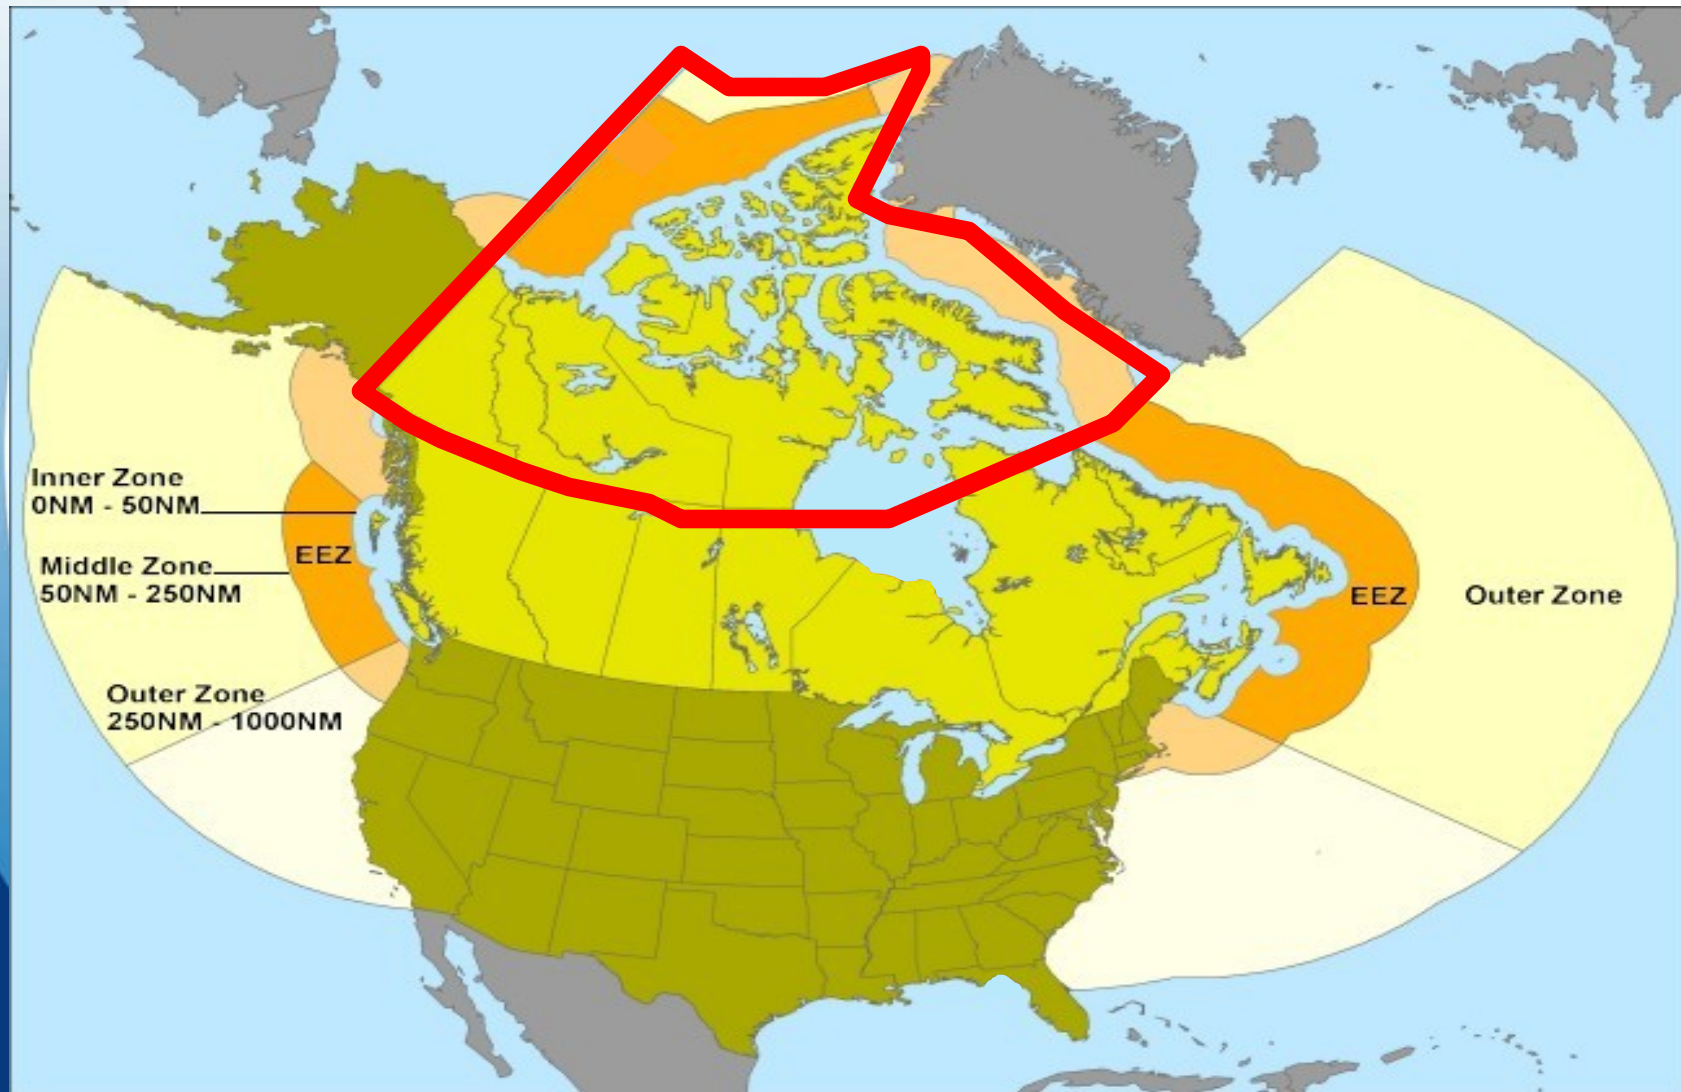 Inner Zone
0NM - 50NM
EEZ
Middle Zone
50NM - 250NM
Outer Zone
250NM - 1000NM
EEZ
Outer Zone